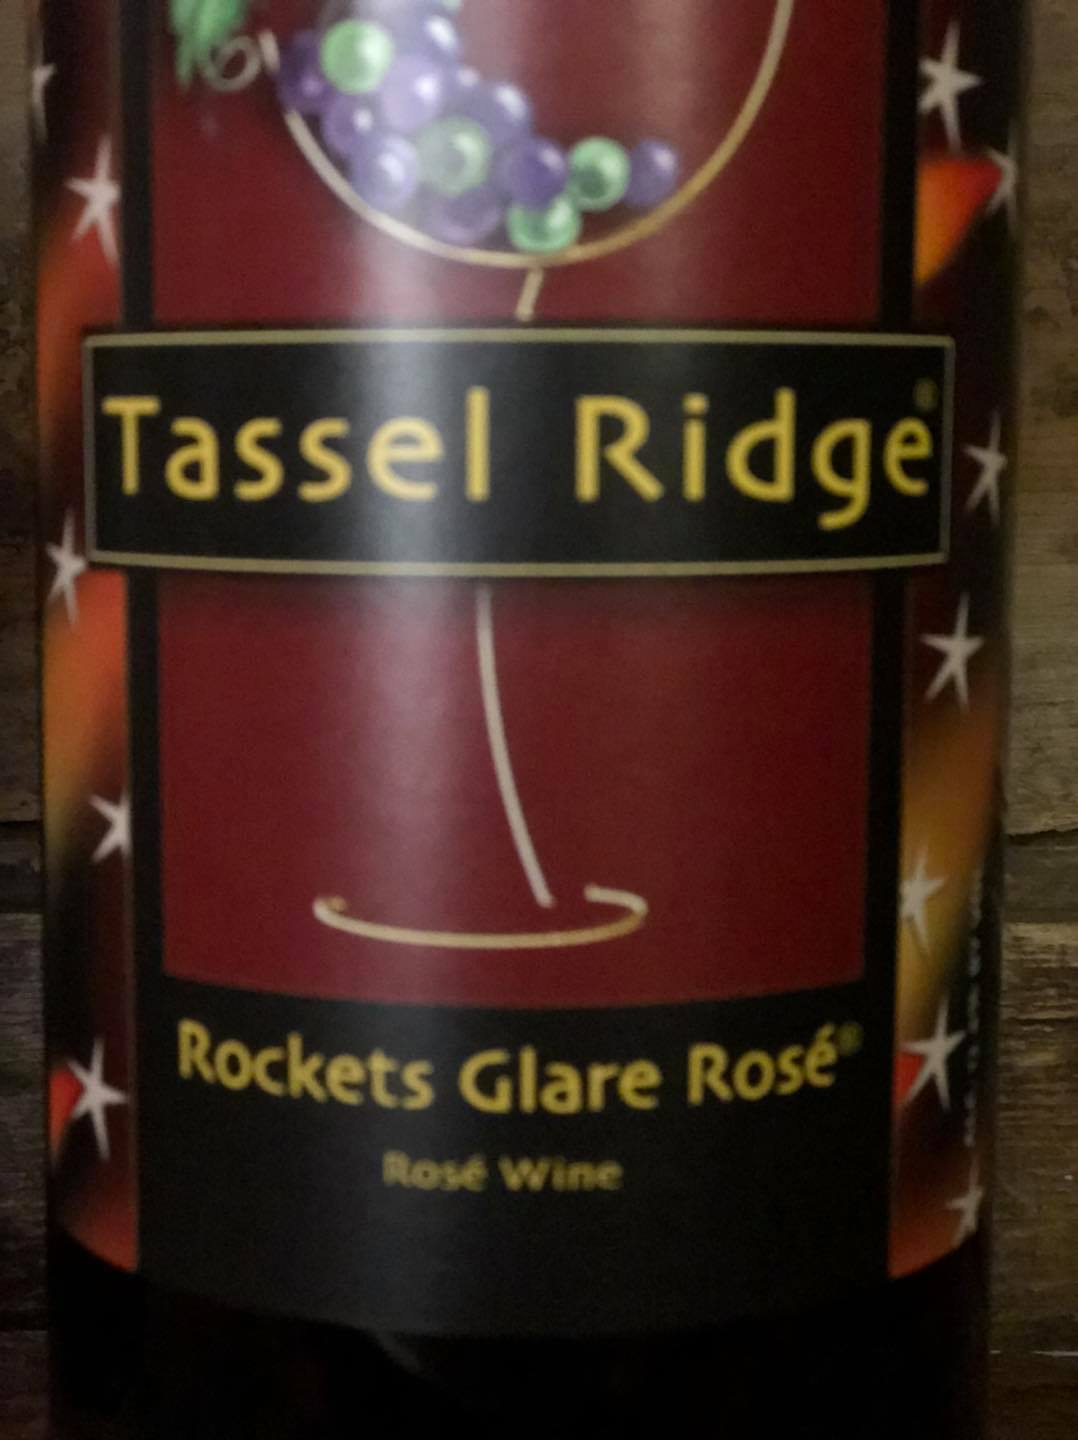 Tassel Ridge®
Rockets Glare Rosé®
Rosé Wine